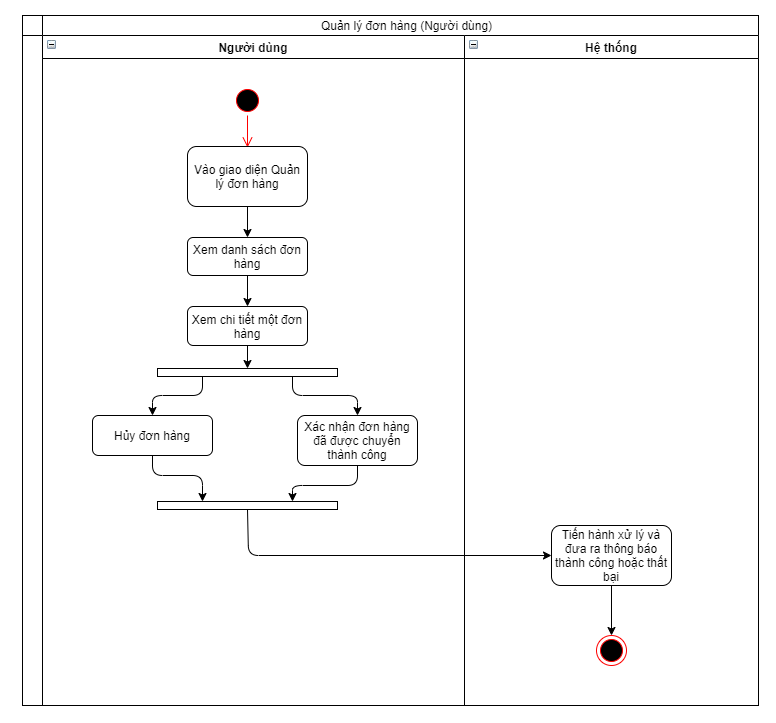 Quản lý đơn hàng (Người dùng)
Người dùng
Hệ thống
Vào giao diện Quản
lý đơn hàng
Xem danh sách đơn
hàng
Xem chi tiết một đơn
hàng
Hủy đơn hàng
Xác nhận đơn hàng
đã được chuyển
thành công
Tiến hành xử lý và
đưa ra thông báo
thành công hoặc thất
bại